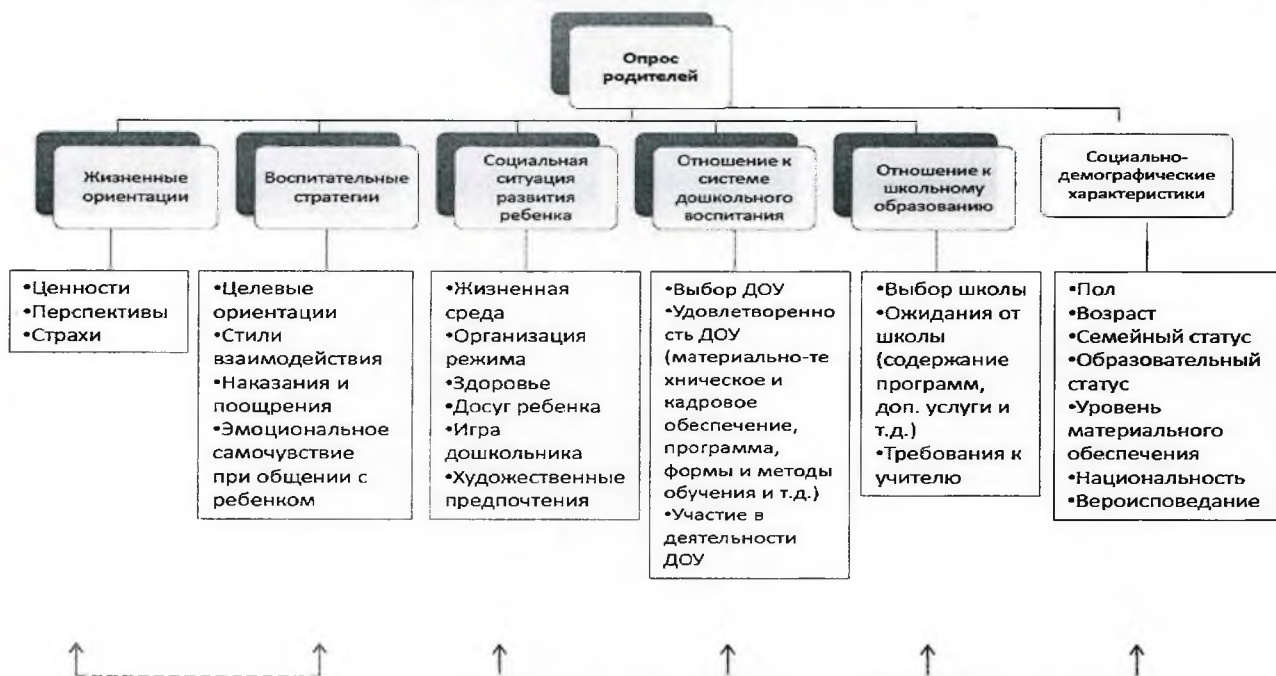 Опрос
родителей
Жизненные
ориентации
Воспитательные
стратегии
Социальная
ситуация
развития
ребенка
Отношение к
системе
дошкольного
воспитания
Отношение к
школьному
образованию
Социально-
демографические
характеристики
•Ценности
•Перспективы
•Страхи
•Целевые
ориентации
•Стили
взаимодействия
•Наказания и
поощрения
•Эмоциональное
самочувствие
при общении с
ребенком
•Жизненная
среда
•Организация
режима
•Здоровье
•Досуг ребенка
•Игра
дошкольника
•Художественные
предпочтения
•Выбор ДОУ
•Удовлетворенно
сть ДОУ
(материально-те
хническое и
кадровое
обеспечение,
программа,
формы и методы
обучения и т.д.)
•Участие в
деятельности
ДОУ
•Выбор школы
•Ожидания от
школы
(содержание
программ,
доп. услуги и
т.д.)
•Требования к
учителю
•Пол
•Возраст
•Семейный статус
•Образовательный
статус
•Уровень
материального
обеспечения
•Национальность
•Вероисповедание